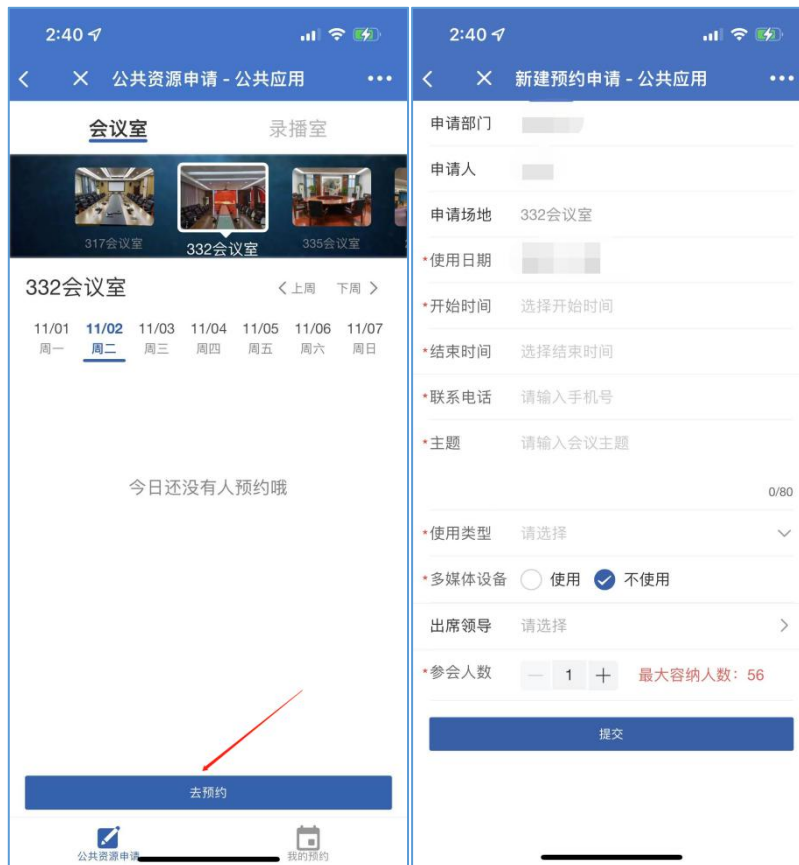 2:40
公共资源申请 - 公共应用
会议室 录播室
317会议室 332会议室 335会议室
332会议室 上周 下周
11/01 11/02 11/03 11/04 11/05 11/06 11/07
周一 周二 周三 周四 周五 周六 周日
今日还没有人预约哦
去预约
公共资源申请 我的预约
2:40
新建预约申请 - 公共应用
申请部门
申请人
申请场地 332会议室
*使用日期
*开始时间 选择开始时间
*结束时间 选择结束时间
*联系电话 请输入手机号
*主题 请输入会议主题
0/80
*使用类型 请选择
*多媒体设备 使用 不使用
出席领导 请选择
*参会人数 — 1 + 最大容纳人数：56
提交